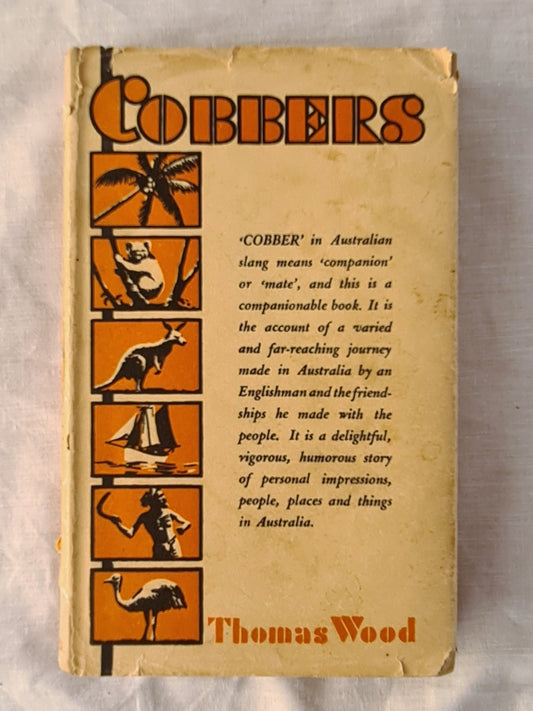 COBBERS
‘COBBER’ in Australian
slang means ‘companion’
or ‘mate’, and this is a
companionable book. It is
the account of a varied
and far-reaching journey
made in Australia by an
Englishman and the friend-
ships he made with the
people. It is a delightful,
vigorous, humorous story
of personal impressions,
people, places and things
in Australia.
Thomas Wood